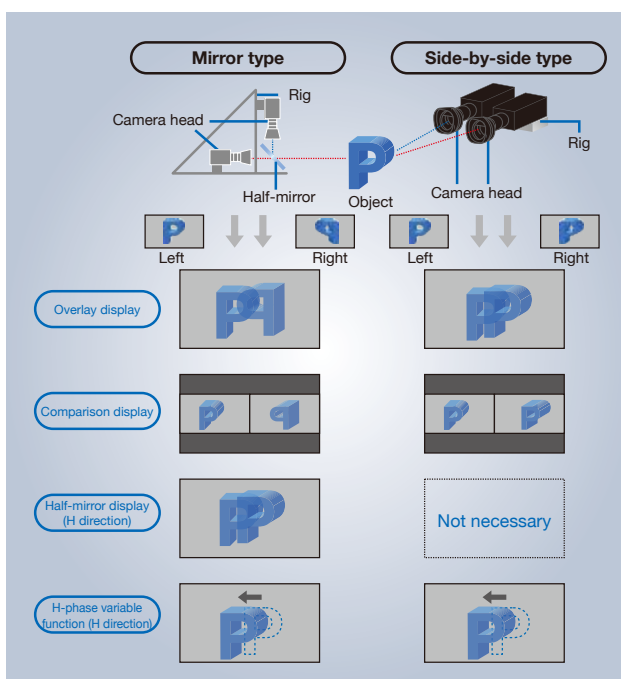 Mirror type
Side-by-side type
Rig
Camera head
Half-mirror
Object
Camera head
Rig
Left
Right
Left
Right
Overlay display
Comparison display
Half-mirror display
(H direction)
Not necessary
H-phase variable
function (H direction)